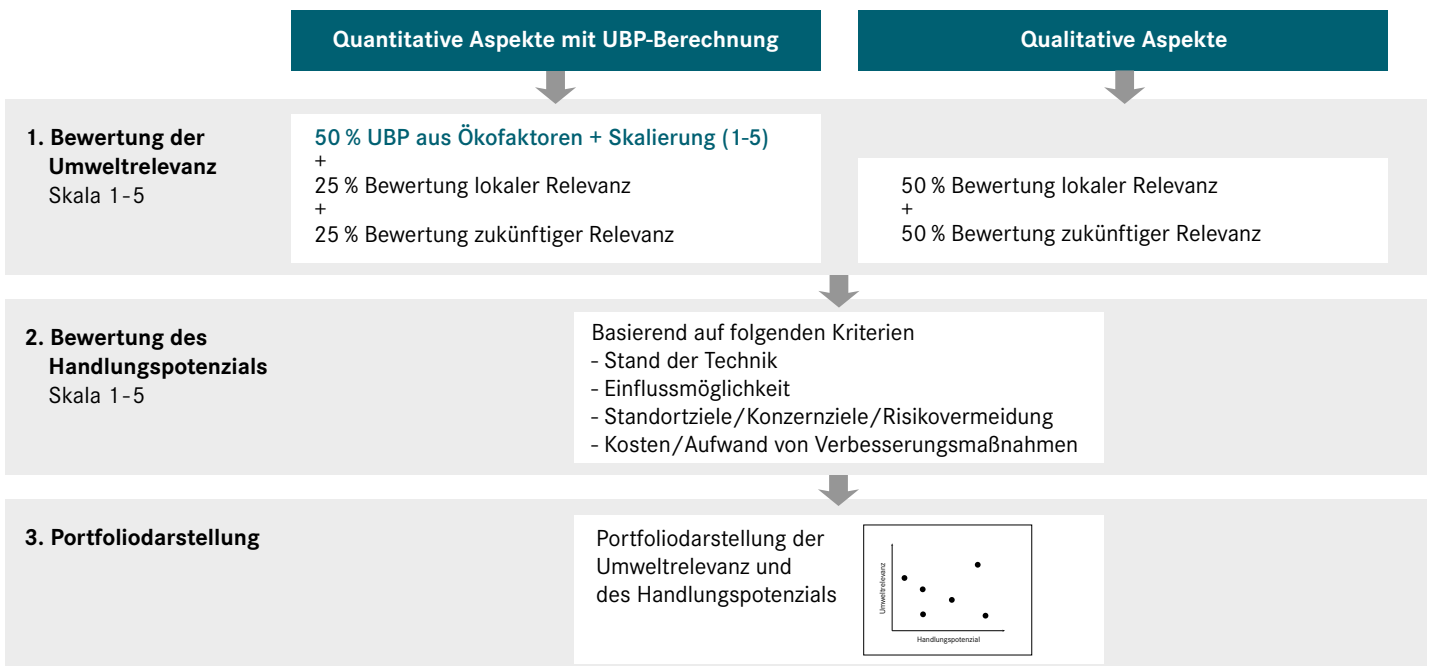 Quantitative Aspekte mit UBP-Berechnung
Qualitative Aspekte
1. Bewertung der
Umweltrelevanz
Skala 1-5
50 % UBP aus Ökofaktoren + Skalierung (1-5)
+
25 % Bewertung lokaler Relevanz
+
25 % Bewertung zukünftiger Relevanz
50 % Bewertung lokaler Relevanz
+
50 % Bewertung zukünftiger Relevanz
2. Bewertung des
Handlungspotenzials
Skala 1-5
Basierend auf folgenden Kriterien
- Stand der Technik
- Einflussmöglichkeit
- Standortziele/Konzernziele/Risikovermeidung
- Kosten/Aufwand von Verbesserungsmaßnahmen
3. Portfoliodarstellung
Portfoliodarstellung der
Umweltrelevanz und
des Handlungspotenzials
Umweltrelevanz
Handlungspotenzial